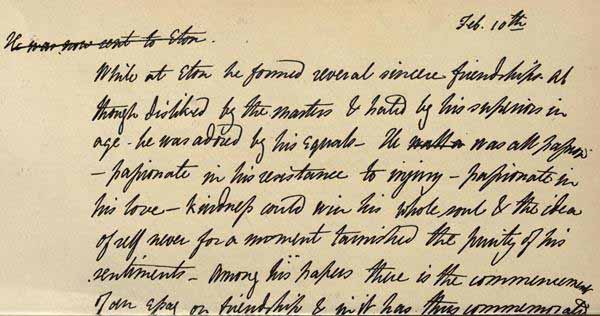 Feb. 10th
He was now sent to Eton.
While at Eton he formed several sincere friendships. Al
though disliked by the masters & hated by his superiors in
age - he was adored by his equals - He was all passion
- passionate in his resistance to injury - passionate in
his love - kindness could win his whole soul & the idea
of self never for a moment tarnished the purity of his
sentiments - Among his papers there is the commencement
of an essay on friendship & in it has thus commemorated